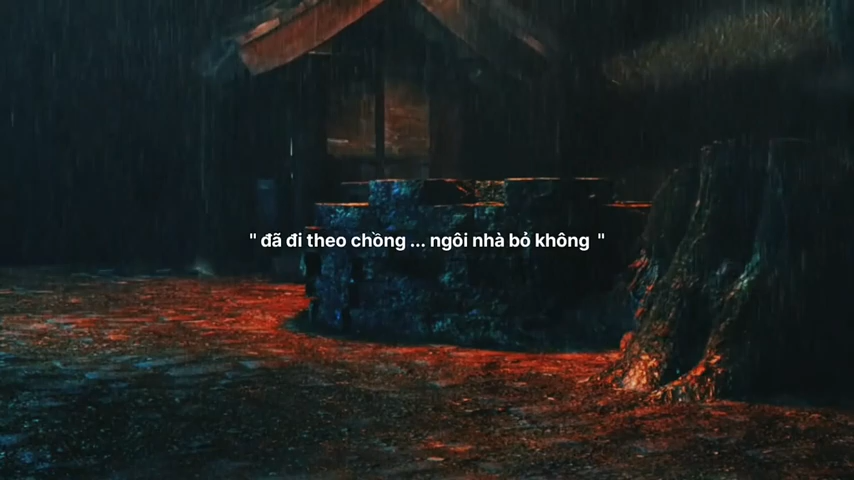 " đã đi theo chồng ... ngôi nhà bỏ không "